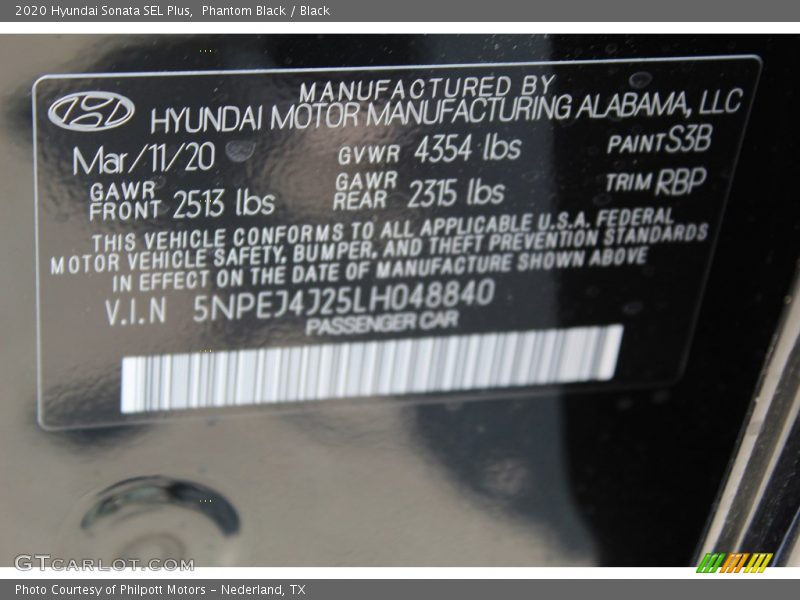 2020 Hyundai Sonata SEL Plus, Phantom Black / Black
MANUFACTURED BY
HYUNDAI MOTOR MANUFACTURING ALABAMA, LLC
Mar/11/20 GVWR 4354 lbs PAINT S3B
GAWR FRONT 2513 lbs GAWR REAR 2315 lbs TRIM RBP
THIS VEHICLE CONFORMS TO ALL APPLICABLE U.S.A. FEDERAL
MOTOR VEHICLE SAFETY, BUMPER, AND THEFT PREVENTION STANDARDS
IN EFFECT ON THE DATE OF MANUFACTURE SHOWN ABOVE
V.I.N 5NPEJ4J25LH048840
PASSENGER CAR
GTCARLOT.COM
Photo Courtesy of Philpott Motors - Nederland, TX